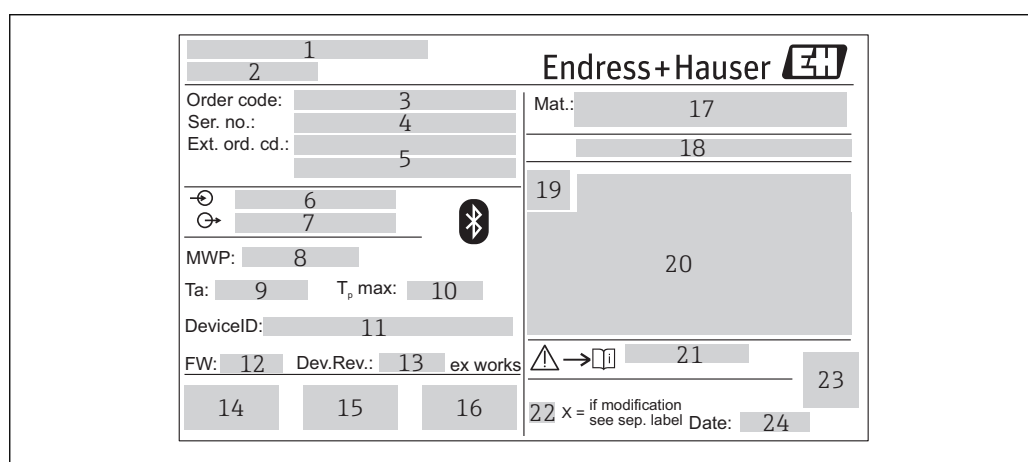 1
2
Endress+Hauser EH
Order code: 3
Ser. no.: 4
Ext. ord. cd.: 5
6
7
MWP: 8
Ta: 9 Tp max: 10
DeviceID: 11
FW: 12 Dev.Rev.: 13 ex works
14 15 16
Mat.: 17
18
19
20
i 21
22 X = if modification
see sep. label Date: 24
23